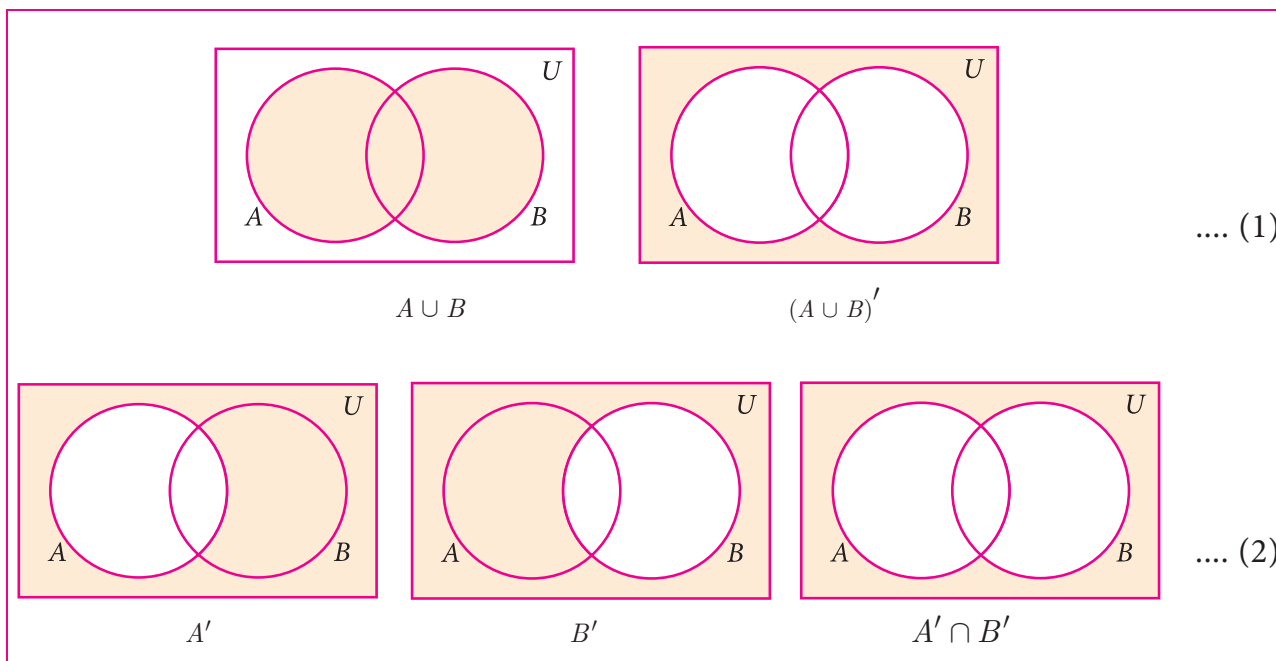 U U
A B A B .... (1)
A ∪ B (A ∪ B)′
U U U
A B A B A B .... (2)
A′ B′ A′ ∩ B′